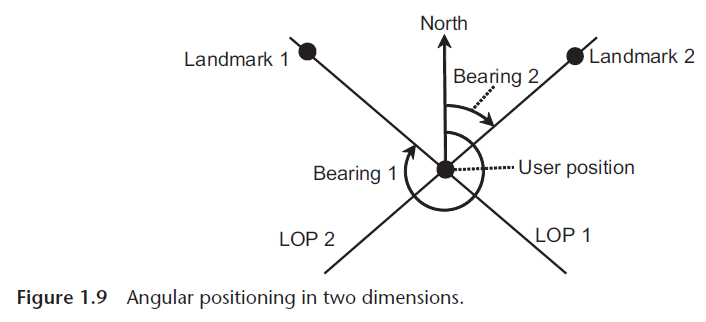 North
Landmark 1
Landmark 2
Bearing 2
Bearing 1
User position
LOP 2
LOP 1
Figure 1.9 Angular positioning in two dimensions.